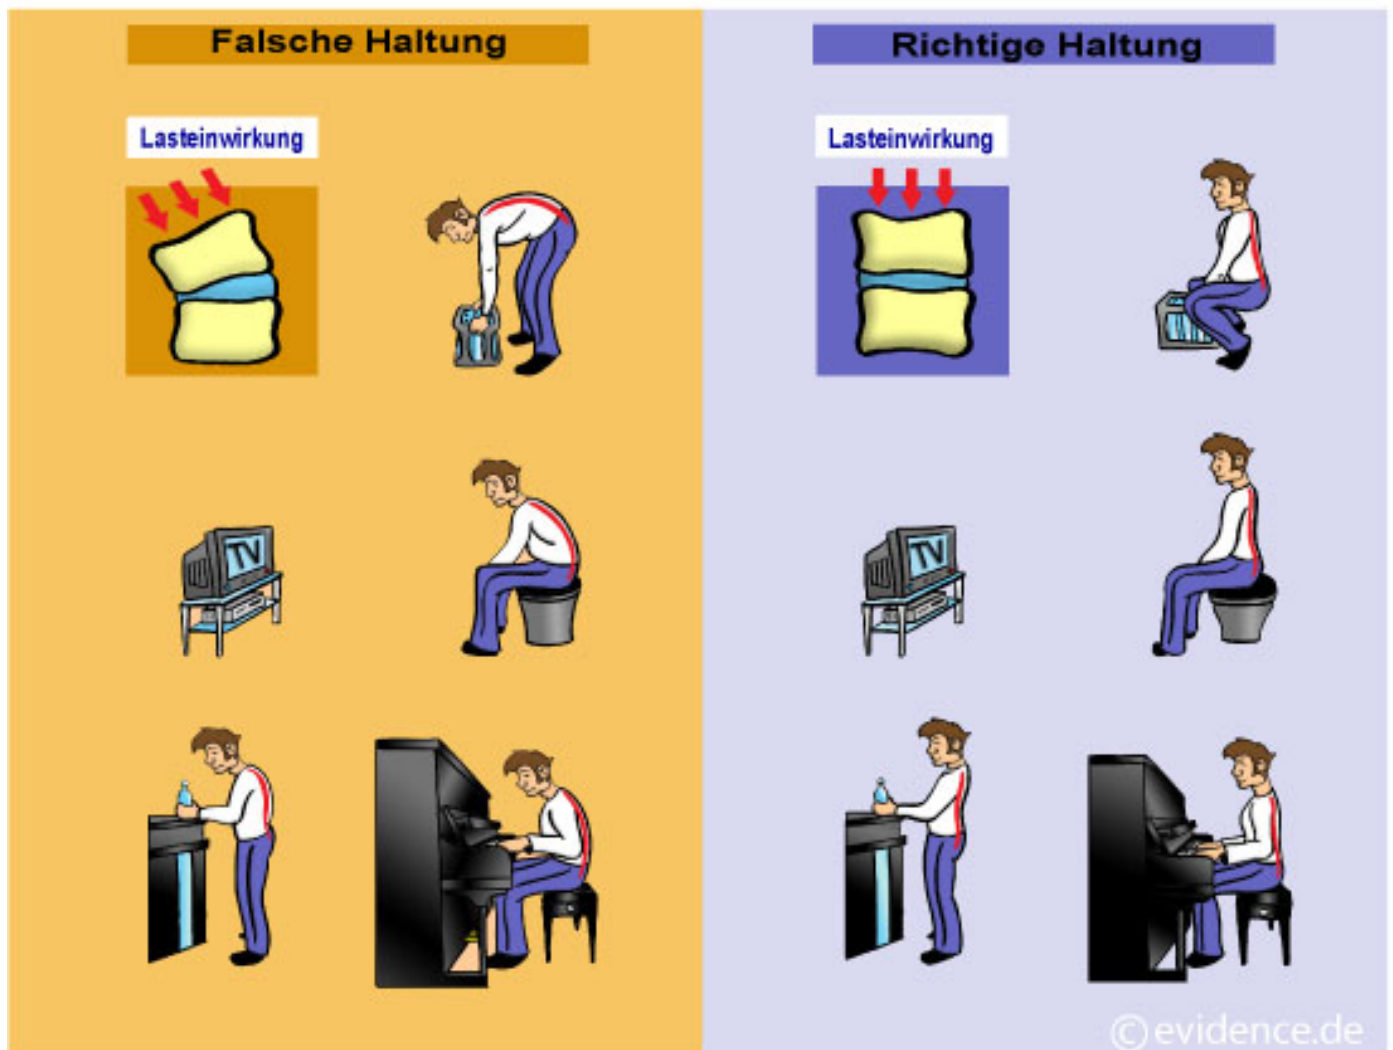 Falsche Haltung
Richtige Haltung
Lasteinwirkung
Lasteinwirkung
TV
TV
© evidence.de